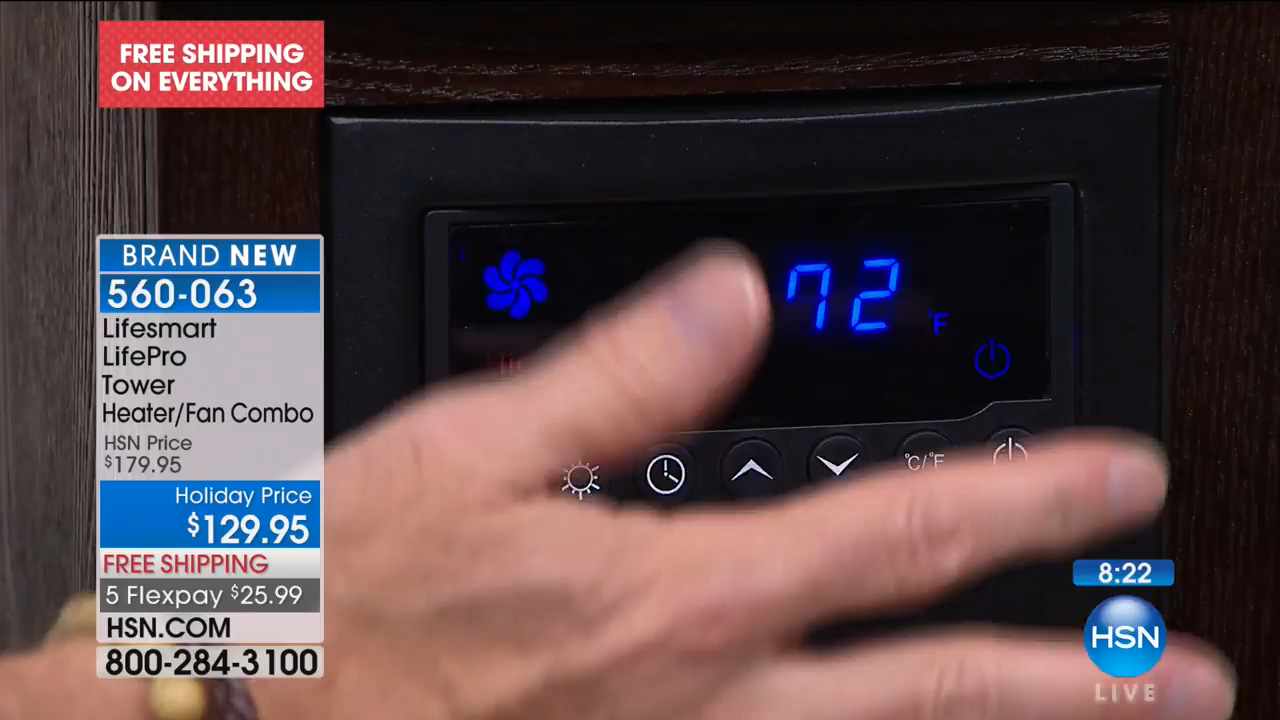 FREE SHIPPING
ON EVERYTHING
BRAND NEW
560-063
Lifesmart
LifePro
Tower
Heater/Fan Combo
HSN Price
$179.95
Holiday Price
$129.95
FREE SHIPPING
5 Flexpay $25.99
HSN.COM
800-284-3100
72 °F
°C/°F
8:22
HSN
LIVE